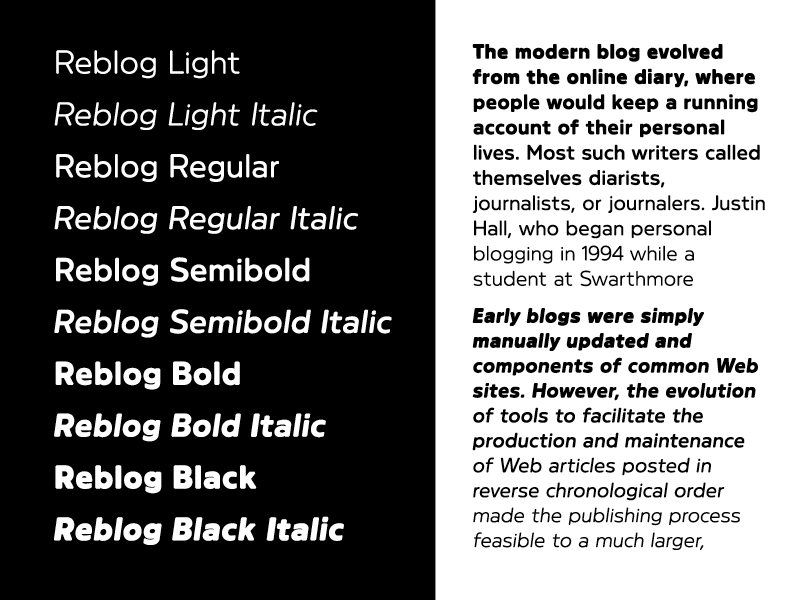 Reblog Light
Reblog Light Italic
Reblog Regular
Reblog Regular Italic
Reblog Semibold
Reblog Semibold Italic
Reblog Bold
Reblog Bold Italic
Reblog Black
Reblog Black Italic
The modern blog evolved
from the online diary, where
people would keep a running
account of their personal
lives. Most such writers called
themselves diarists,
journalists, or journalers. Justin
Hall, who began personal
blogging in 1994 while a
student at Swarthmore
Early blogs were simply
manually updated and
components of common Web
sites. However, the evolution
of tools to facilitate the
production and maintenance
of Web articles posted in
reverse chronological order
made the publishing process
feasible to a much larger,